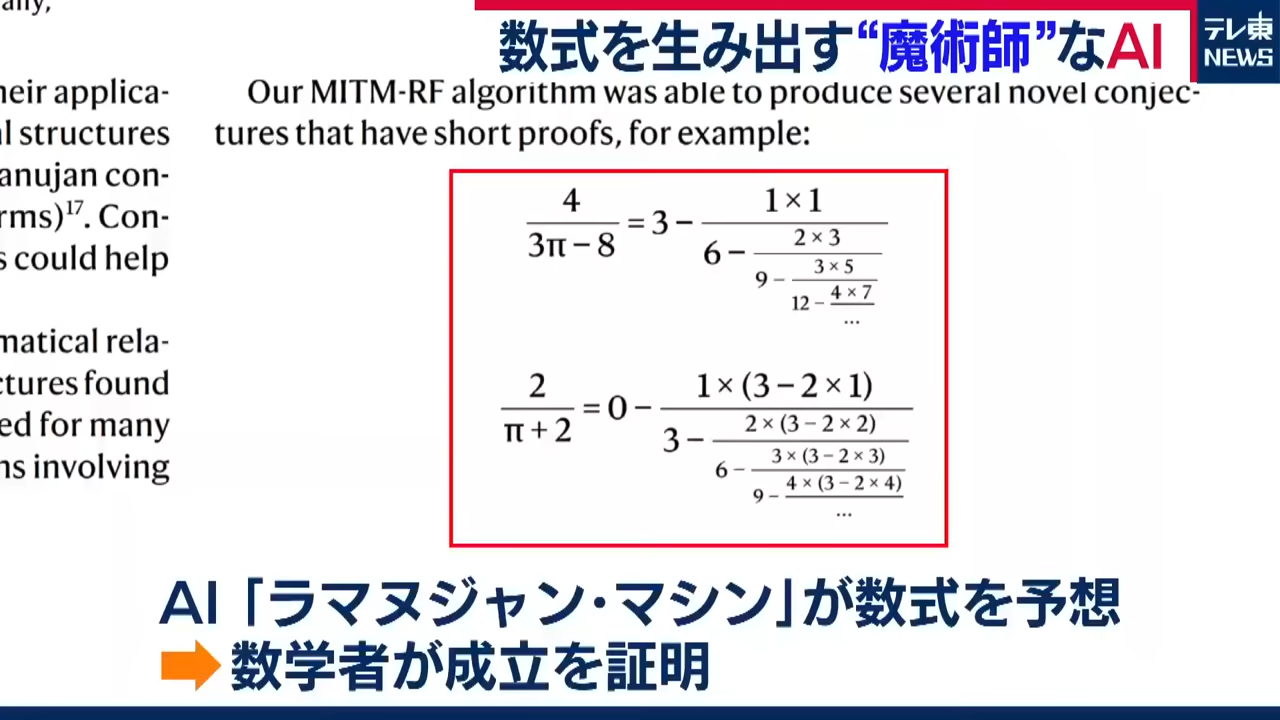 数式を生み出す“魔術師”なAI
テレ東
NEWS
heir applica-
l structures
anujan con-
rms)¹⁷. Con-
s could help
matical rela-
ctures found
ed for many
ns involving
Our MITM-RF algorithm was able to produce several novel conjec-
tures that have short proofs, for example:
4
3π − 8
= 3 −
1 × 1
6 −
2 × 3
9 −
3 × 5
12 −
4 × 7
...
2
π + 2
= 0 −
1 × (3 − 2 × 1)
3 −
2 × (3 − 2 × 2)
6 −
3 × (3 − 2 × 3)
9 −
4 × (3 − 2 × 4)
...
AI「ラマヌジャン・マシン」が数式を予想
➡数学者が成立を証明